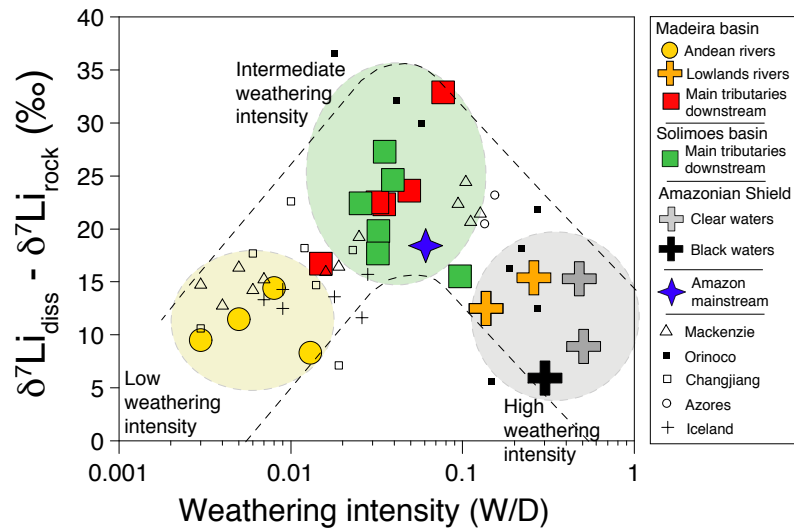 40
35
30
25
20
15
10
5
0
0.001
0.01
0.1
1
δ⁷Li_diss - δ⁷Li_rock (‰)
Weathering intensity (W/D)
Intermediate
weathering
intensity
Low
weathering
intensity
High
weathering
intensity
Madeira basin
Andean rivers
Lowlands rivers
Main tributaries
downstream
Solimoes basin
Main tributaries
downstream
Amazonian Shield
Clear waters
Black waters
Amazon
mainstream
Mackenzie
Orinoco
Changjiang
Azores
Iceland